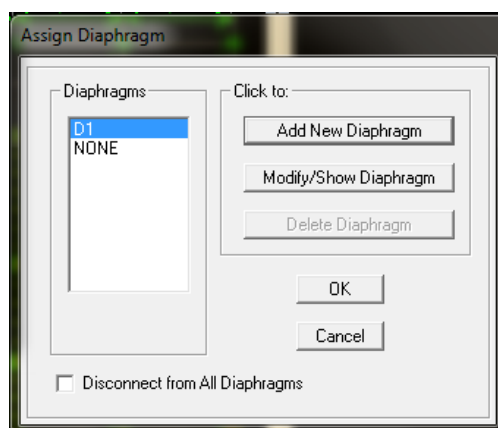 Assign Diaphragm
Diaphragms
D1
NONE
Click to:
Add New Diaphragm
Modify/Show Diaphragm
Delete Diaphragm
OK
Cancel
Disconnect from All Diaphragms